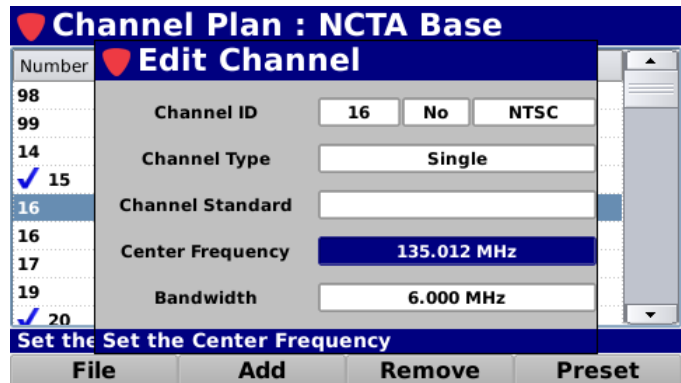 Channel Plan : NCTA Base
Number
Edit Channel
98
99
14
15
16
16
17
19
20
Channel ID 16 No NTSC
Channel Type Single
Channel Standard
Center Frequency 135.012 MHz
Bandwidth 6.000 MHz
Set the Set the Center Frequency
File Add Remove Preset